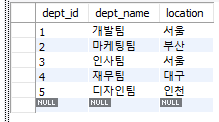 dept_id dept_name location
1 개발팀 서울
2 마케팅팀 부산
3 인사팀 서울
4 재무팀 대구
5 디자인팀 인천
NULL NULL NULL